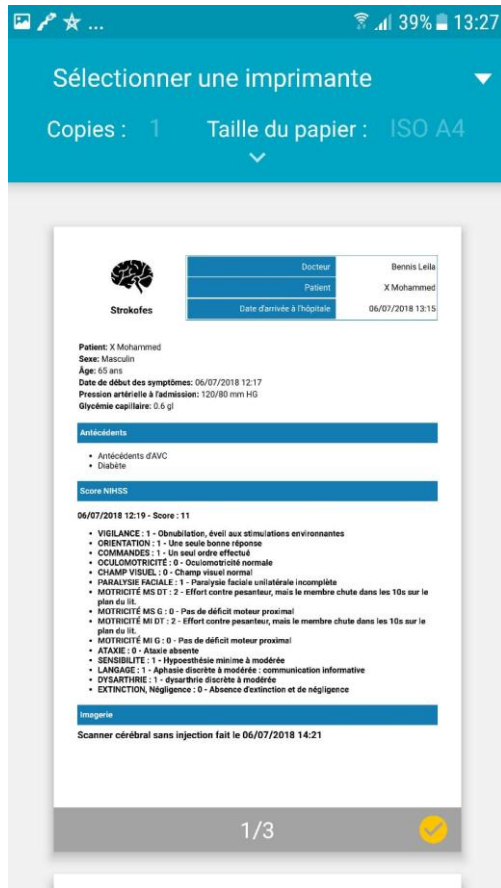 ... 39% 13:27
Sélectionner une imprimante
Copies : 1 Taille du papier : ISO A4
Strokofes
Docteur Bennis Leila
Patient X Mohammed
Date d'arrivée à l'hôpitale 06/07/2018 13:15
Patient: X Mohammed
Sexe: Masculin
Âge: 65 ans
Date de début des symptômes: 06/07/2018 12:17
Pression artérielle à l'admission: 120/80 mm HG
Glycémie capillaire: 0.6 gl
Antécédents
• Antécédents d'AVC
• Diabète
Score NIHSS
06/07/2018 12:19 - Score : 11
• VIGILANCE : 1 - Obnubilation, éveil aux stimulations environnantes
• ORIENTATION : 1 - Une seule bonne réponse
• COMMANDES : 1 - Un seul ordre effectué
• OCULOMOTRICITÉ : 0 - Oculomotricité normale
• CHAMP VISUEL : 0 - Champ visuel normal
• PARALYSIE FACIALE : 1 - Paralysie faciale unilatérale incomplète
• MOTRICITÉ MS DT : 2 - Effort contre pesanteur, mais le membre chute dans les 10s sur le
plan du lit.
• MOTRICITÉ MS G : 0 - Pas de déficit moteur proximal
• MOTRICITÉ MI DT : 2 - Effort contre pesanteur, mais le membre chute dans les 10s sur le
plan du lit.
• MOTRICITÉ MI G : 0 - Pas de déficit moteur proximal
• ATAXIE : 0 - Ataxie absente
• SENSIBILITE : 1 - Hypoesthésie minime à modérée
• LANGAGE : 1 - Aphasie discrète à modérée : communication informative
• DYSARTHRIE : 1 - dysarthrie discrète à modérée
• EXTINCTION, Négligence : 0 - Absence d'extinction et de négligence
Imagerie
Scanner cérébral sans injection fait le 06/07/2018 14:21
1/3